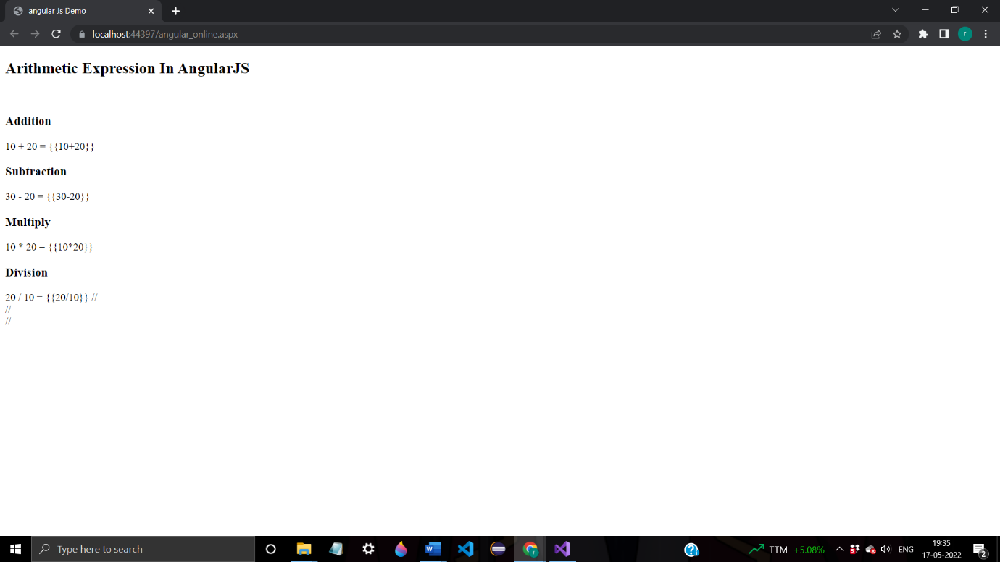 angular Js Demo
localhost:44397/angular_online.aspx
r
Arithmetic Expression In AngularJS
Addition
10 + 20 = {{10+20}}
Subtraction
30 - 20 = {{30-20}}
Multiply
10 * 20 = {{10*20}}
Division
20 / 10 = {{20/10}} //
//
//
Type here to search
TTM +5.08%
ENG
19:35
17-05-2022
2